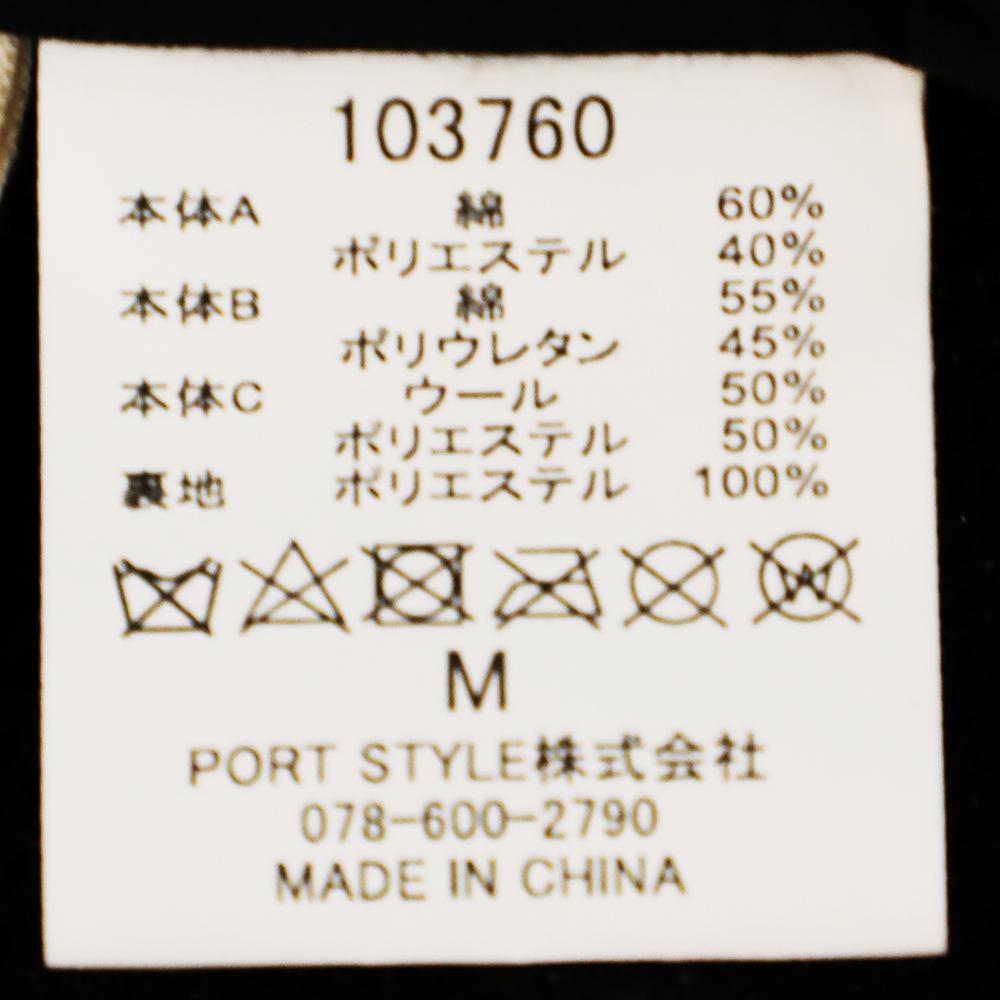 103760
本体A 綿 60%
ポリエステル 40%
本体B 綿 55%
ポリウレタン 45%
本体C ウール 50%
ポリエステル 50%
裏地 ポリエステル 100%
W
M
PORT STYLE株式会社
078-600-2790
MADE IN CHINA